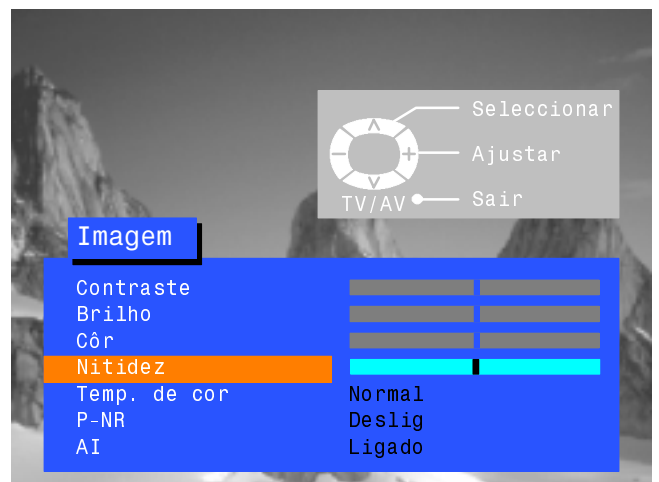 Seleccionar
Ajustar
TV/AV Sair
Imagem
Contraste
Brilho
Côr
Nitidez
Temp. de cor Normal
P-NR Deslig
AI Ligado